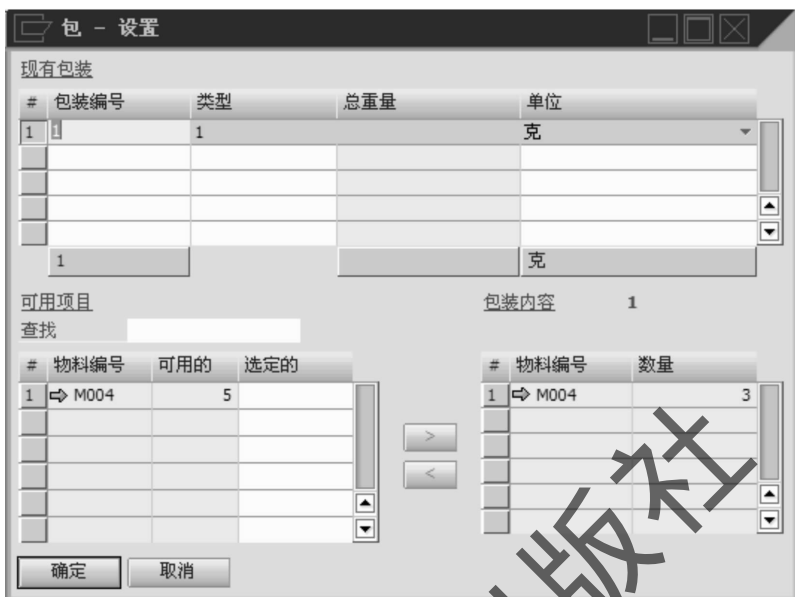 包 - 设置
现有包装
# 包装编号 类型 总重量 单位
1 1 1 克
1 克
可用项目 包装内容 1
查找
# 物料编号 可用的 选定的
1 M004 5
# 物料编号 数量
1 M004 3
> 
<
确定 取消
版社